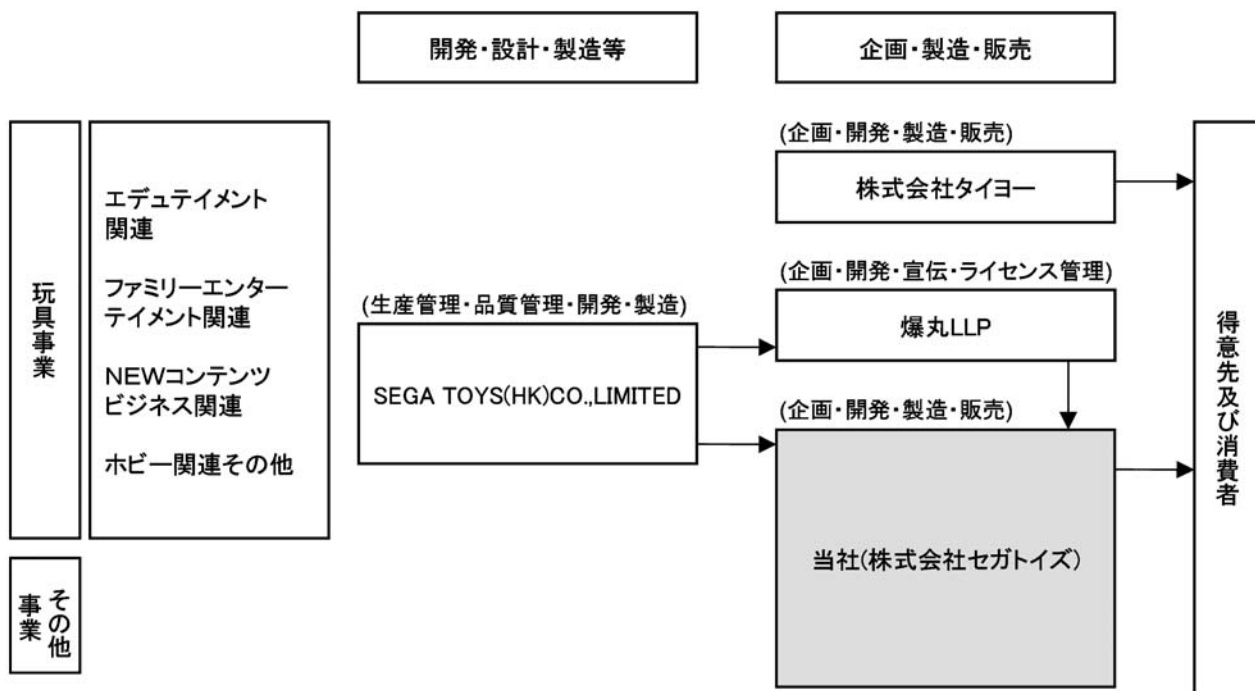 開発・設計・製造等
企画・製造・販売
玩具事業
エデュテイメント
関連
ファミリーエンター
テイメント関連
NEWコンテンツ
ビジネス関連
ホビー関連その他
その他
事業
(生産管理・品質管理・開発・製造)
SEGA TOYS(HK)CO.,LIMITED
(企画・開発・製造・販売)
株式会社タイヨー
(企画・開発・宣伝・ライセンス管理)
爆丸LLP
(企画・開発・製造・販売)
当社(株式会社セガトイズ)
得意先及び消費者